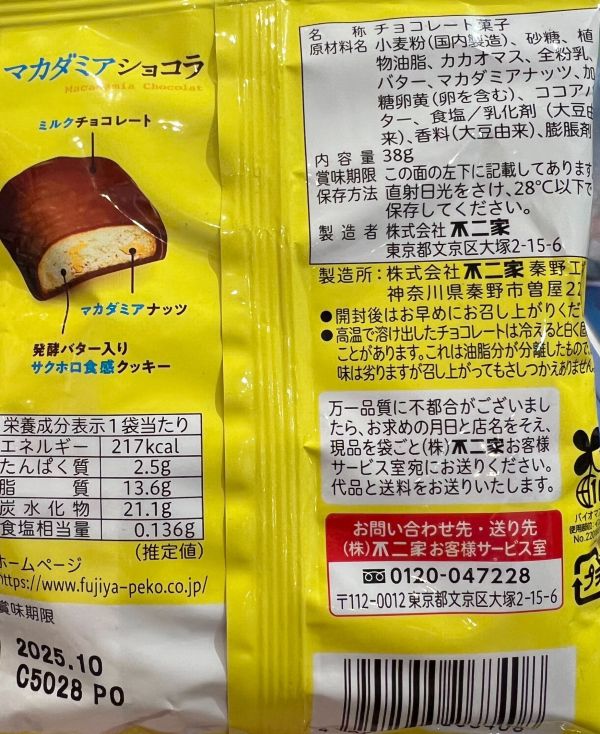 マカダミアショコラ
Macadamia Chocolat
ミルクチョコレート
マカダミアナッツ
発酵バター入り
サクホロ食感クッキー
栄養成分表示1袋当たり
エネルギー 217kcal
たんぱく質 2.5g
脂質 13.6g
炭水化物 21.1g
食塩相当量 0.136g
(推定値)
ホームページ
https://www.fujiya-peko.co.jp/
賞味期限
2025.10
C5028 PO
名称 チョコレート菓子
原材料名 小麦粉(国内製造)、砂糖、植
物油脂、カカオマス、全粉乳、
バター、マカダミアナッツ、加
糖卵黄(卵を含む)、ココアバ
ター、食塩/乳化剤(大豆由
来)、香料(大豆由来)、膨脹剤
内容量 38g
賞味期限 この面の左下に記載してあります
保存方法 直射日光をさけ、28℃以下で
保存してください。
製造者 株式会社 不二家
東京都文京区大塚2-15-6
製造所:株式会社不二家 秦野工
神奈川県秦野市曽屋
●開封後はお早めにお召し上がりくだ
●高温で溶け出したチョコレートは冷えると白く固
ことがあります。これは油脂分が分離したもので、
味は劣りますが召し上がってもさしつかえありません。
万一品質に不都合がございまし
たら、お求めの月日と店名をそえ、
現品を袋ごと(株)不二家お客様
サービス室宛にお送りください。
代品と送料をお送りいたします。
お問い合わせ先・送り先
(株)不二家お客様サービス室
0120-047228
〒112-0012 東京都文京区大塚2-15-6
バイオマ
使用部
No.220
プラ